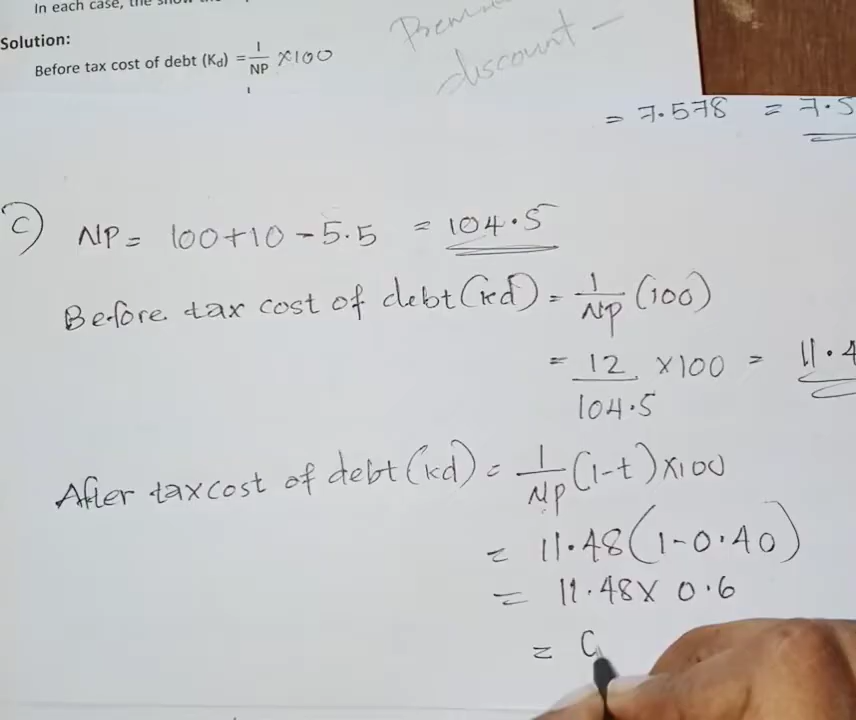 In each case, the show the
Solution:
Before tax cost of debt (Kd) = I/NP ×100
discount -
= 7.578 = 7.5
C) NP = 100+10-5.5 = 104.5
Before tax cost of debt (kd) = I/NP (100)
= 12/104.5 ×100 = 11.4
After tax cost of debt (kd) = I/NP (1-t) ×100
= 11.48 (1-0.40)
= 11.48 × 0.6
=